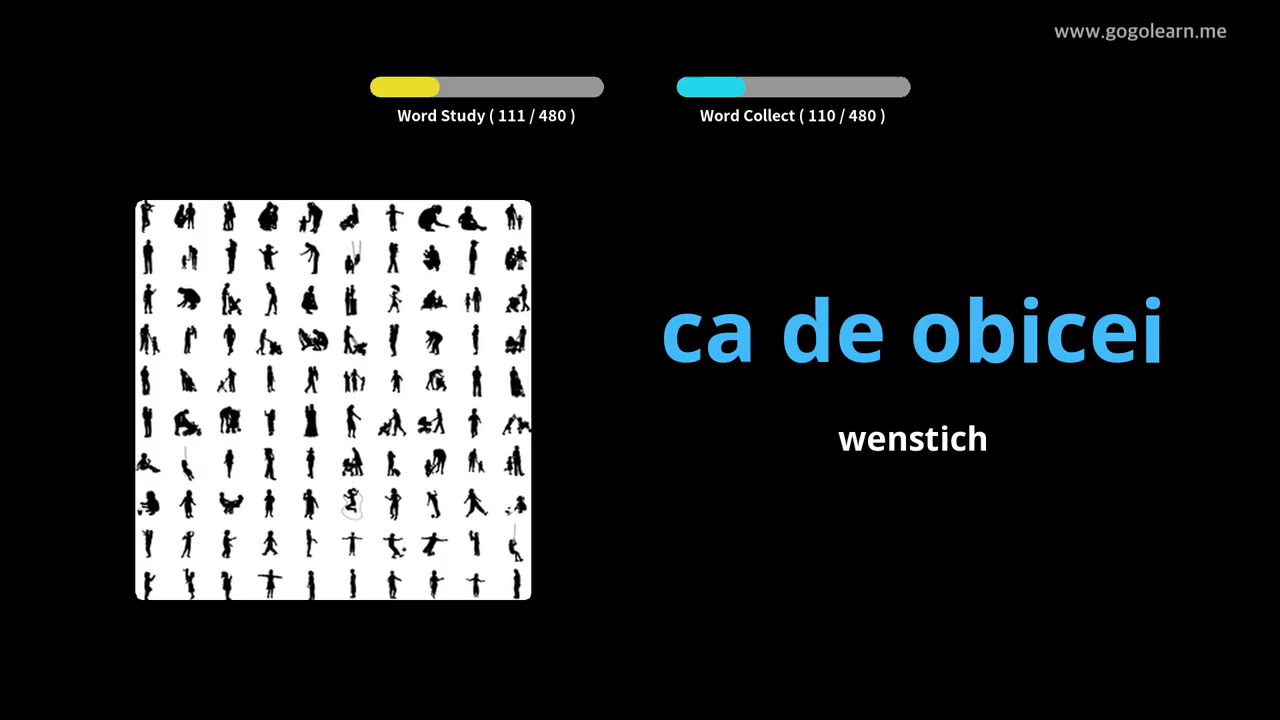 www.gogolearn.me
Word Study ( 111 / 480 )
Word Collect ( 110 / 480 )
ca de obicei
wenstich